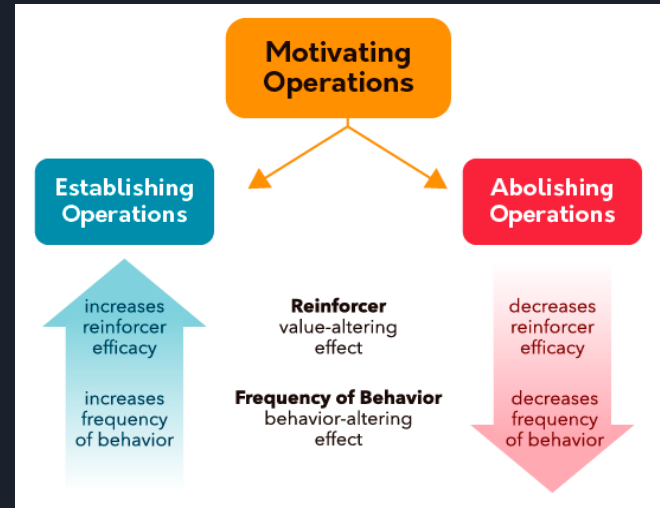 Motivating
Operations
Establishing
Operations
Abolishing
Operations
increases
reinforcer
efficacy
Reinforcer
value-altering
effect
decreases
reinforcer
efficacy
increases
frequency
of behavior
Frequency of Behavior
behavior-altering
effect
decreases
frequency
of behavior